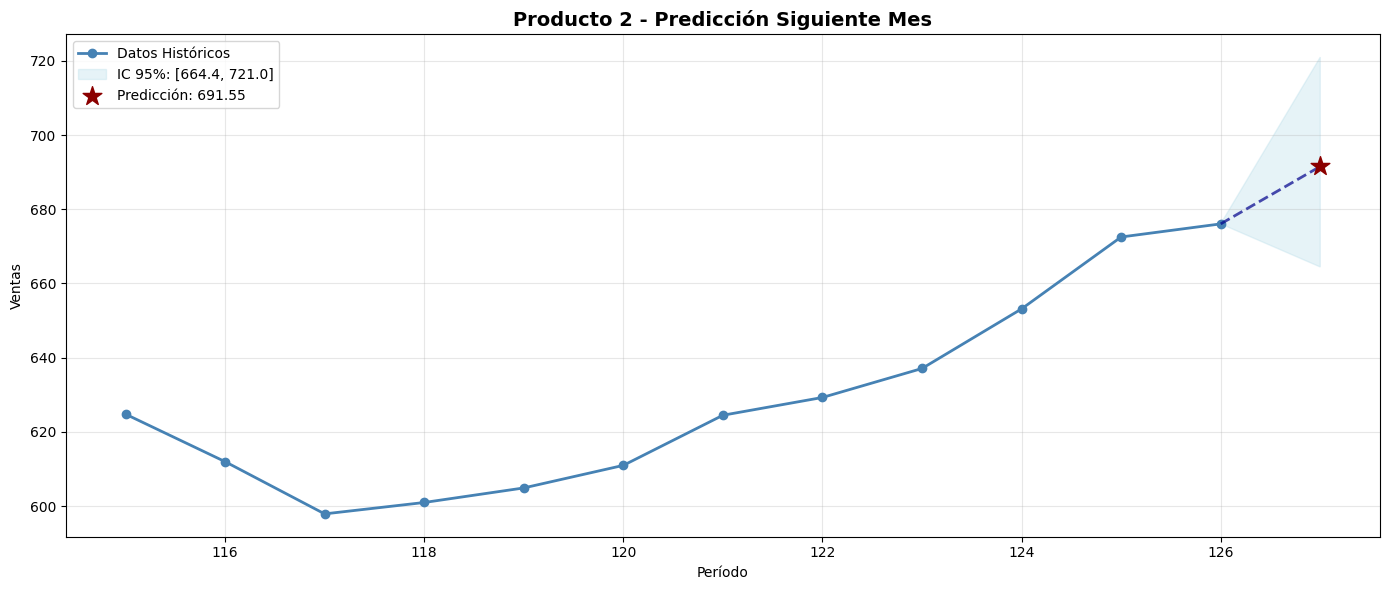 Producto 2 - Predicción Siguiente Mes
Datos Históricos
IC 95%: [664.4, 721.0]
Predicción: 691.55
Ventas
720
700
680
660
640
620
600
116 118 120 122 124 126
Período